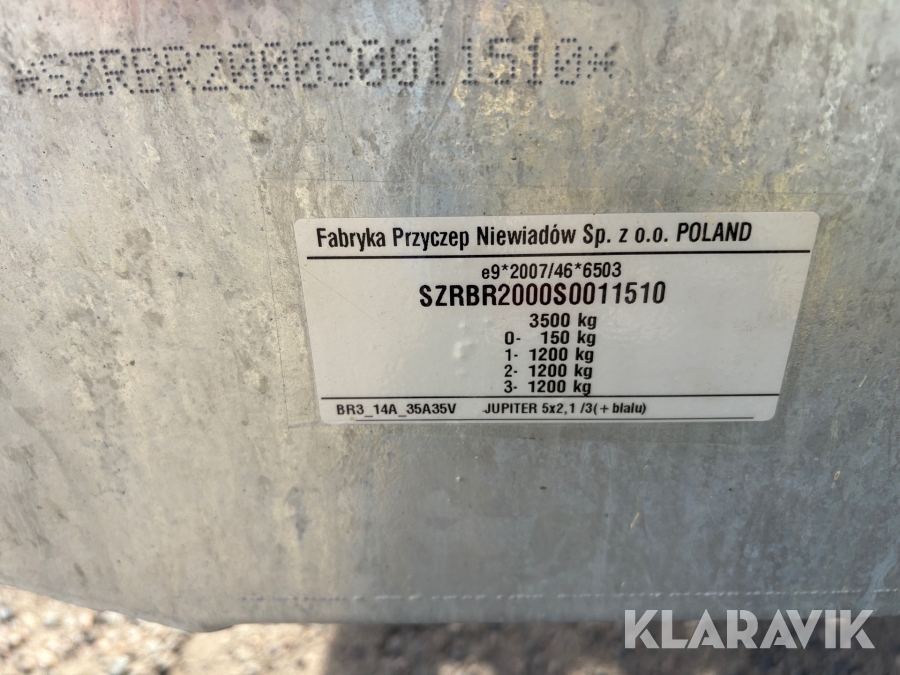 *SZRBR2000S0011510*
Fabryka Przyczep Niewiadów Sp. z o.o. POLAND
e9*2007/46*6503
SZRBR2000S0011510
3500 kg
0- 150 kg
1- 1200 kg
2- 1200 kg
3- 1200 kg
BR3_14A_35A35V JUPITER 5x2,1 /3(+blalu)
KLARAVIK